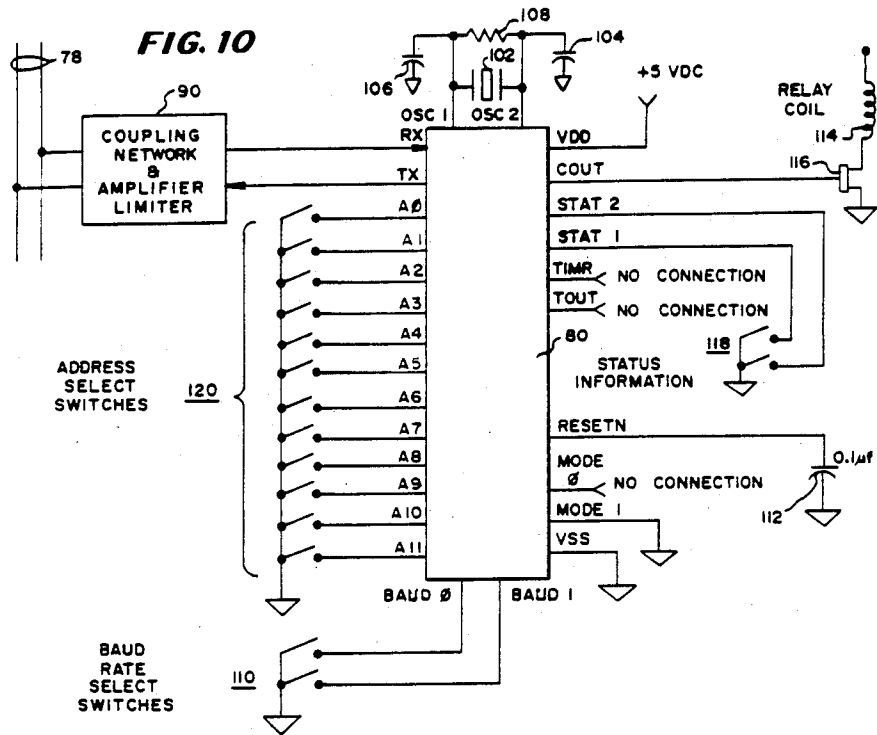 FIG. 10
78
90
COUPLING
NETWORK
&
AMPLIFIER
LIMITER
108
102
104
106
OSC 1
OSC 2
+5 VDC
RELAY
COIL
114
116
RX
TX
AØ
A1
A2
A3
A4
A5
A6
A7
A8
A9
A10
A11
VDD
COUT
STAT 2
STAT 1
TIMR
NO CONNECTION
TOUT
NO CONNECTION
80
118
STATUS
INFORMATION
ADDRESS
SELECT
SWITCHES
120
RESETN
0.1µf
112
MODE
Ø
NO CONNECTION
MODE 1
VSS
BAUD Ø
BAUD 1
BAUD
RATE
SELECT
SWITCHES
110